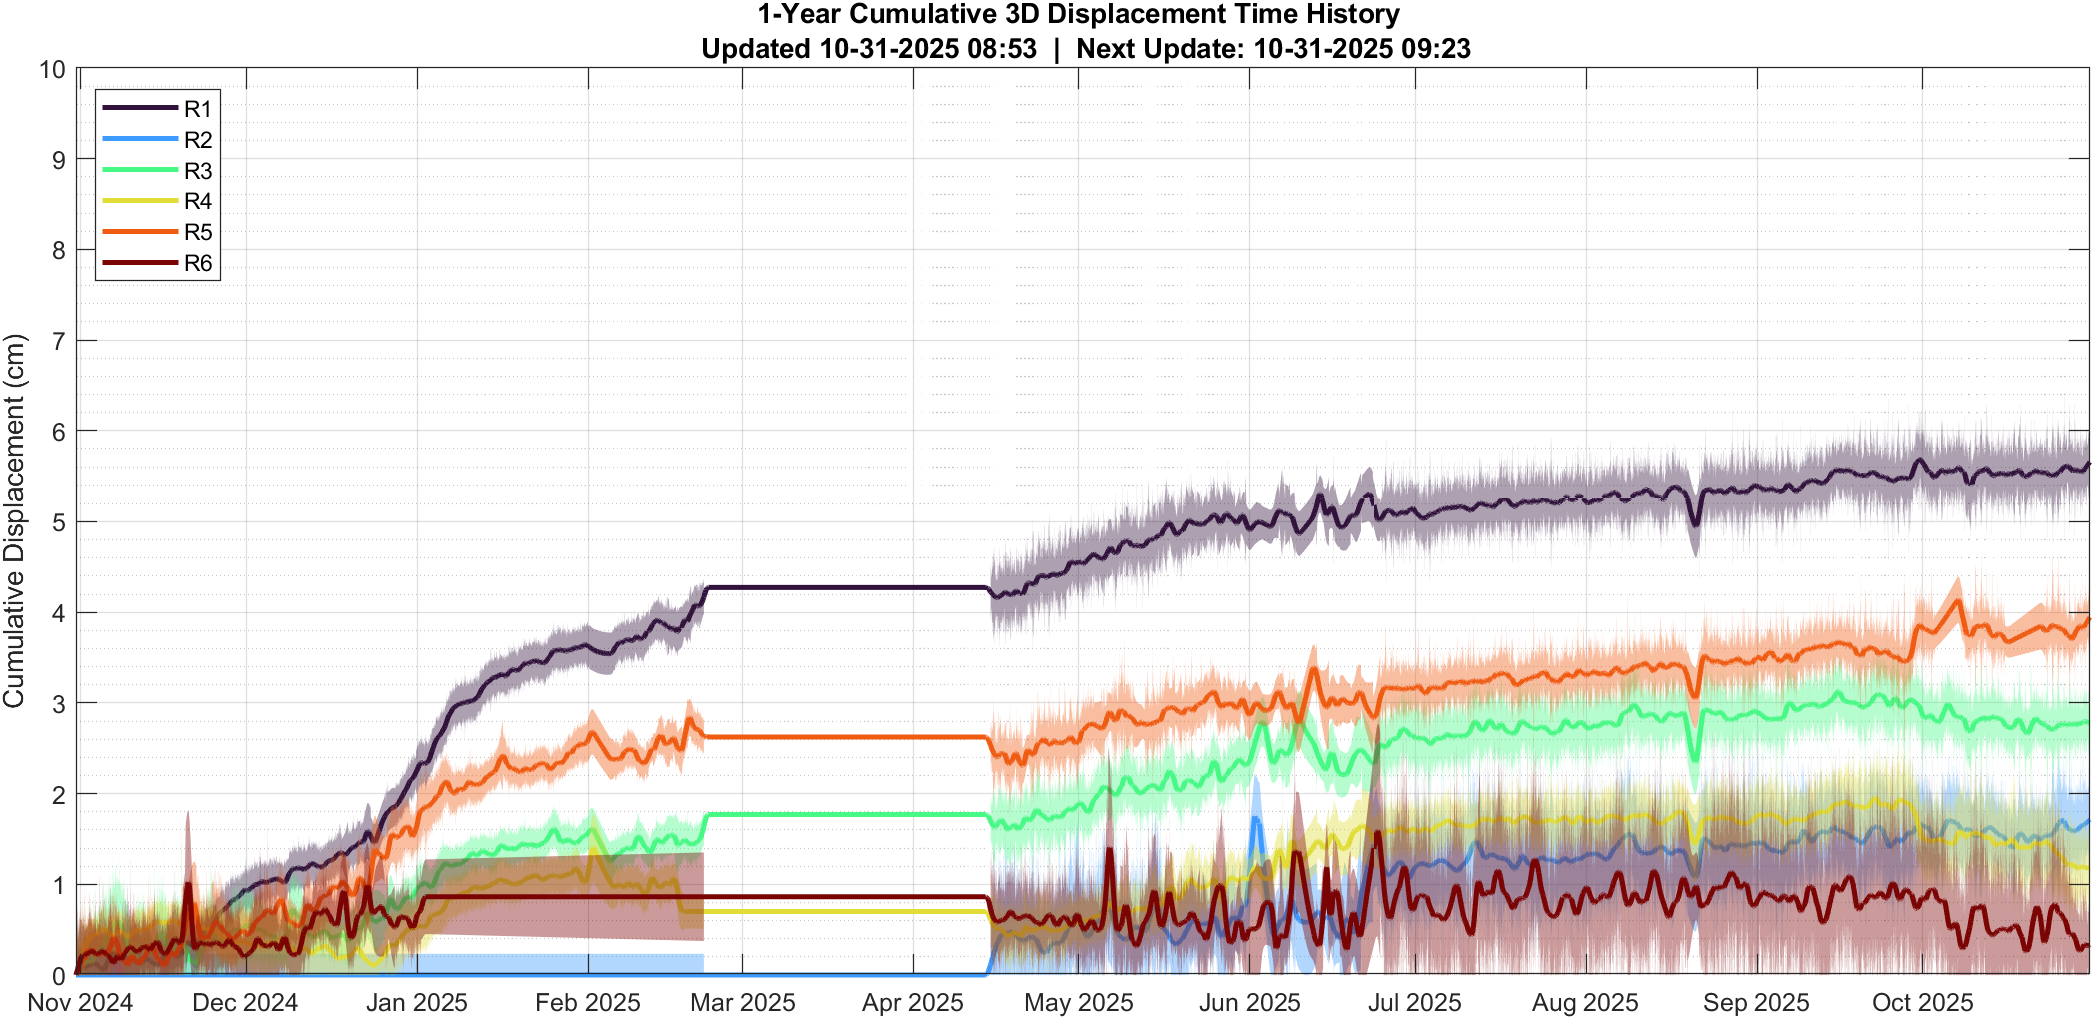 1-Year Cumulative 3D Displacement Time History
Updated 10-31-2025 08:53 | Next Update: 10-31-2025 09:23
Cumulative Displacement (cm)
10
9
8
7
6
5
4
3
2
1
0
R1
R2
R3
R4
R5
R6
Nov 2024 Dec 2024 Jan 2025 Feb 2025 Mar 2025 Apr 2025 May 2025 Jun 2025 Jul 2025 Aug 2025 Sep 2025 Oct 2025